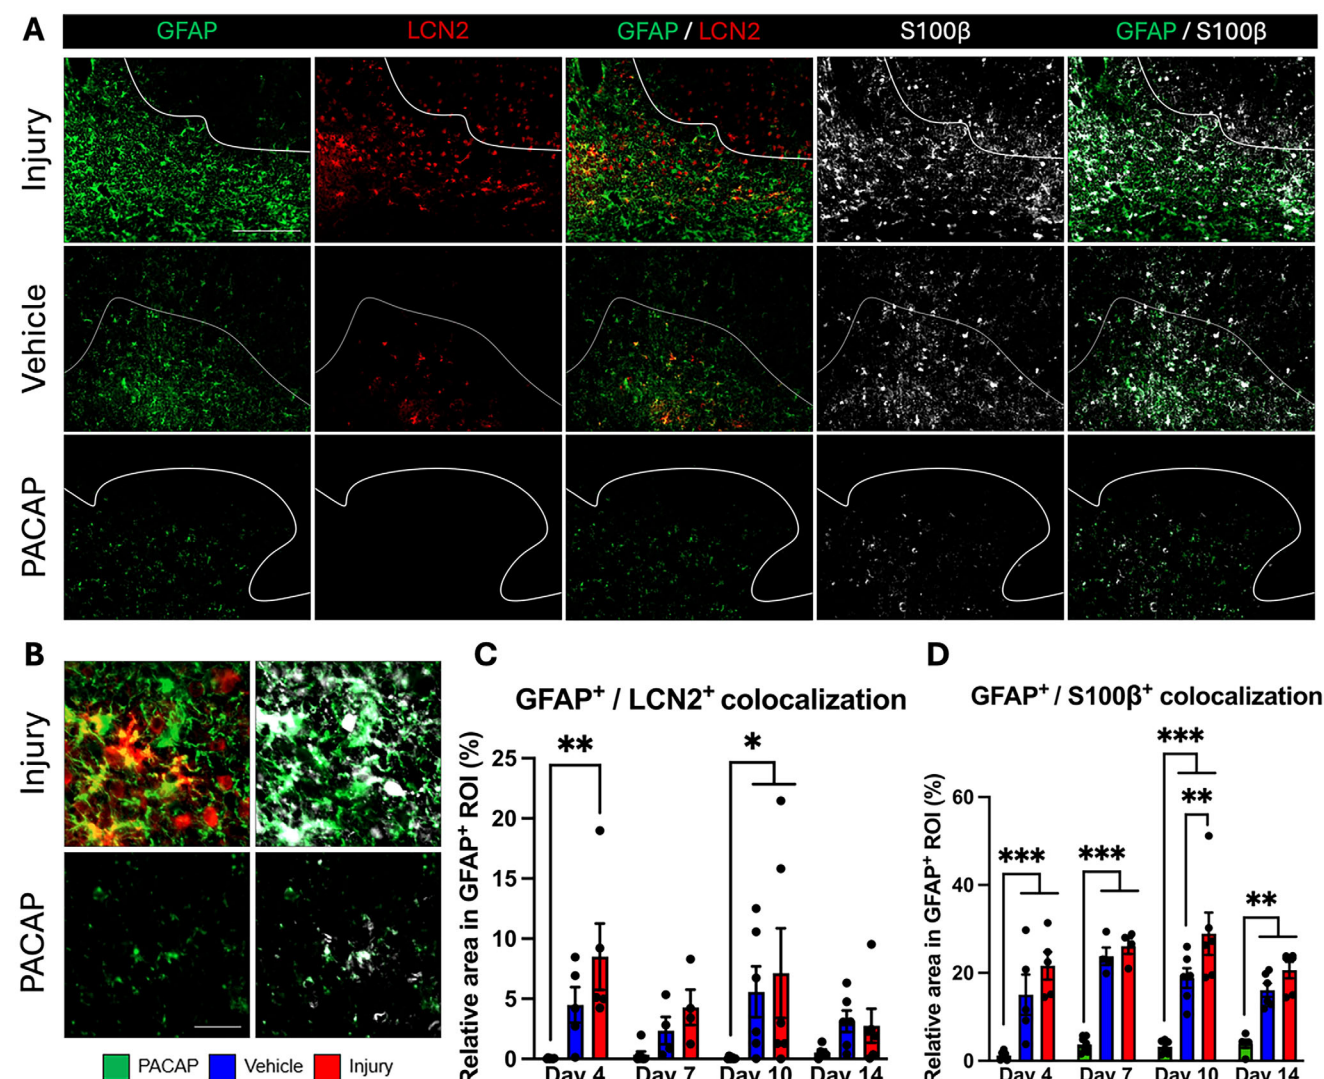 A
GFAP
LCN2
GFAP / LCN2
S100β
GFAP / S100β
Injury
Vehicle
PACAP
B
Injury
PACAP
PACAP
Vehicle
Injury
C
GFAP⁺ / LCN2⁺ colocalization
Relative area in GFAP⁺ ROI (%)
25
20
15
10
5
0
**
*
Day 4
Day 7
Day 10
Day 14
D
GFAP⁺ / S100β⁺ colocalization
Relative area in GFAP⁺ ROI (%)
60
40
20
0
***
***
***
**
**
Day 4
Day 7
Day 10
Day 14